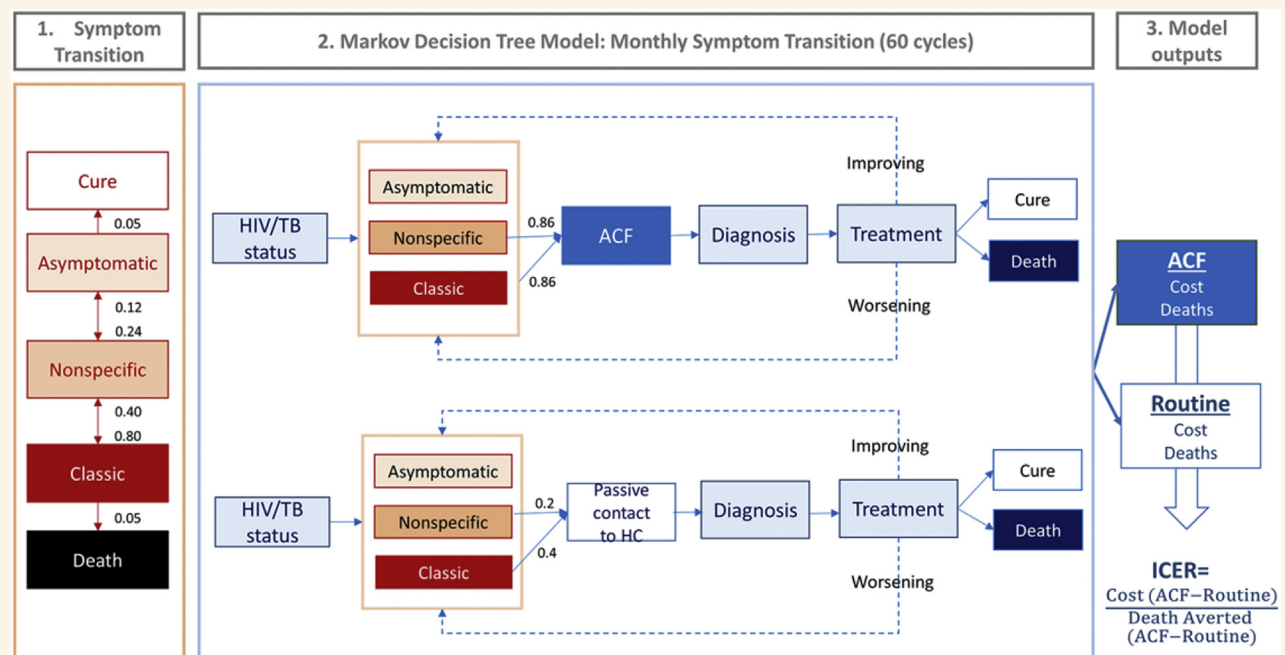 1. Symptom
Transition
2. Markov Decision Tree Model: Monthly Symptom Transition (60 cycles)
3. Model
outputs
Cure
0.05
Asymptomatic
0.12
0.24
Nonspecific
0.40
0.80
Classic
0.05
Death
HIV/TB
status
Asymptomatic
Nonspecific
Classic
0.86
0.86
ACF
Diagnosis
Improving
Treatment
Worsening
Cure
Death
HIV/TB
status
Asymptomatic
Nonspecific
Classic
0.2
0.4
Passive
contact
to HC
Diagnosis
Improving
Treatment
Worsening
Cure
Death
ACF
Cost
Deaths
Routine
Cost
Deaths
ICER=
Cost (ACF−Routine)
Death Averted
(ACF−Routine)